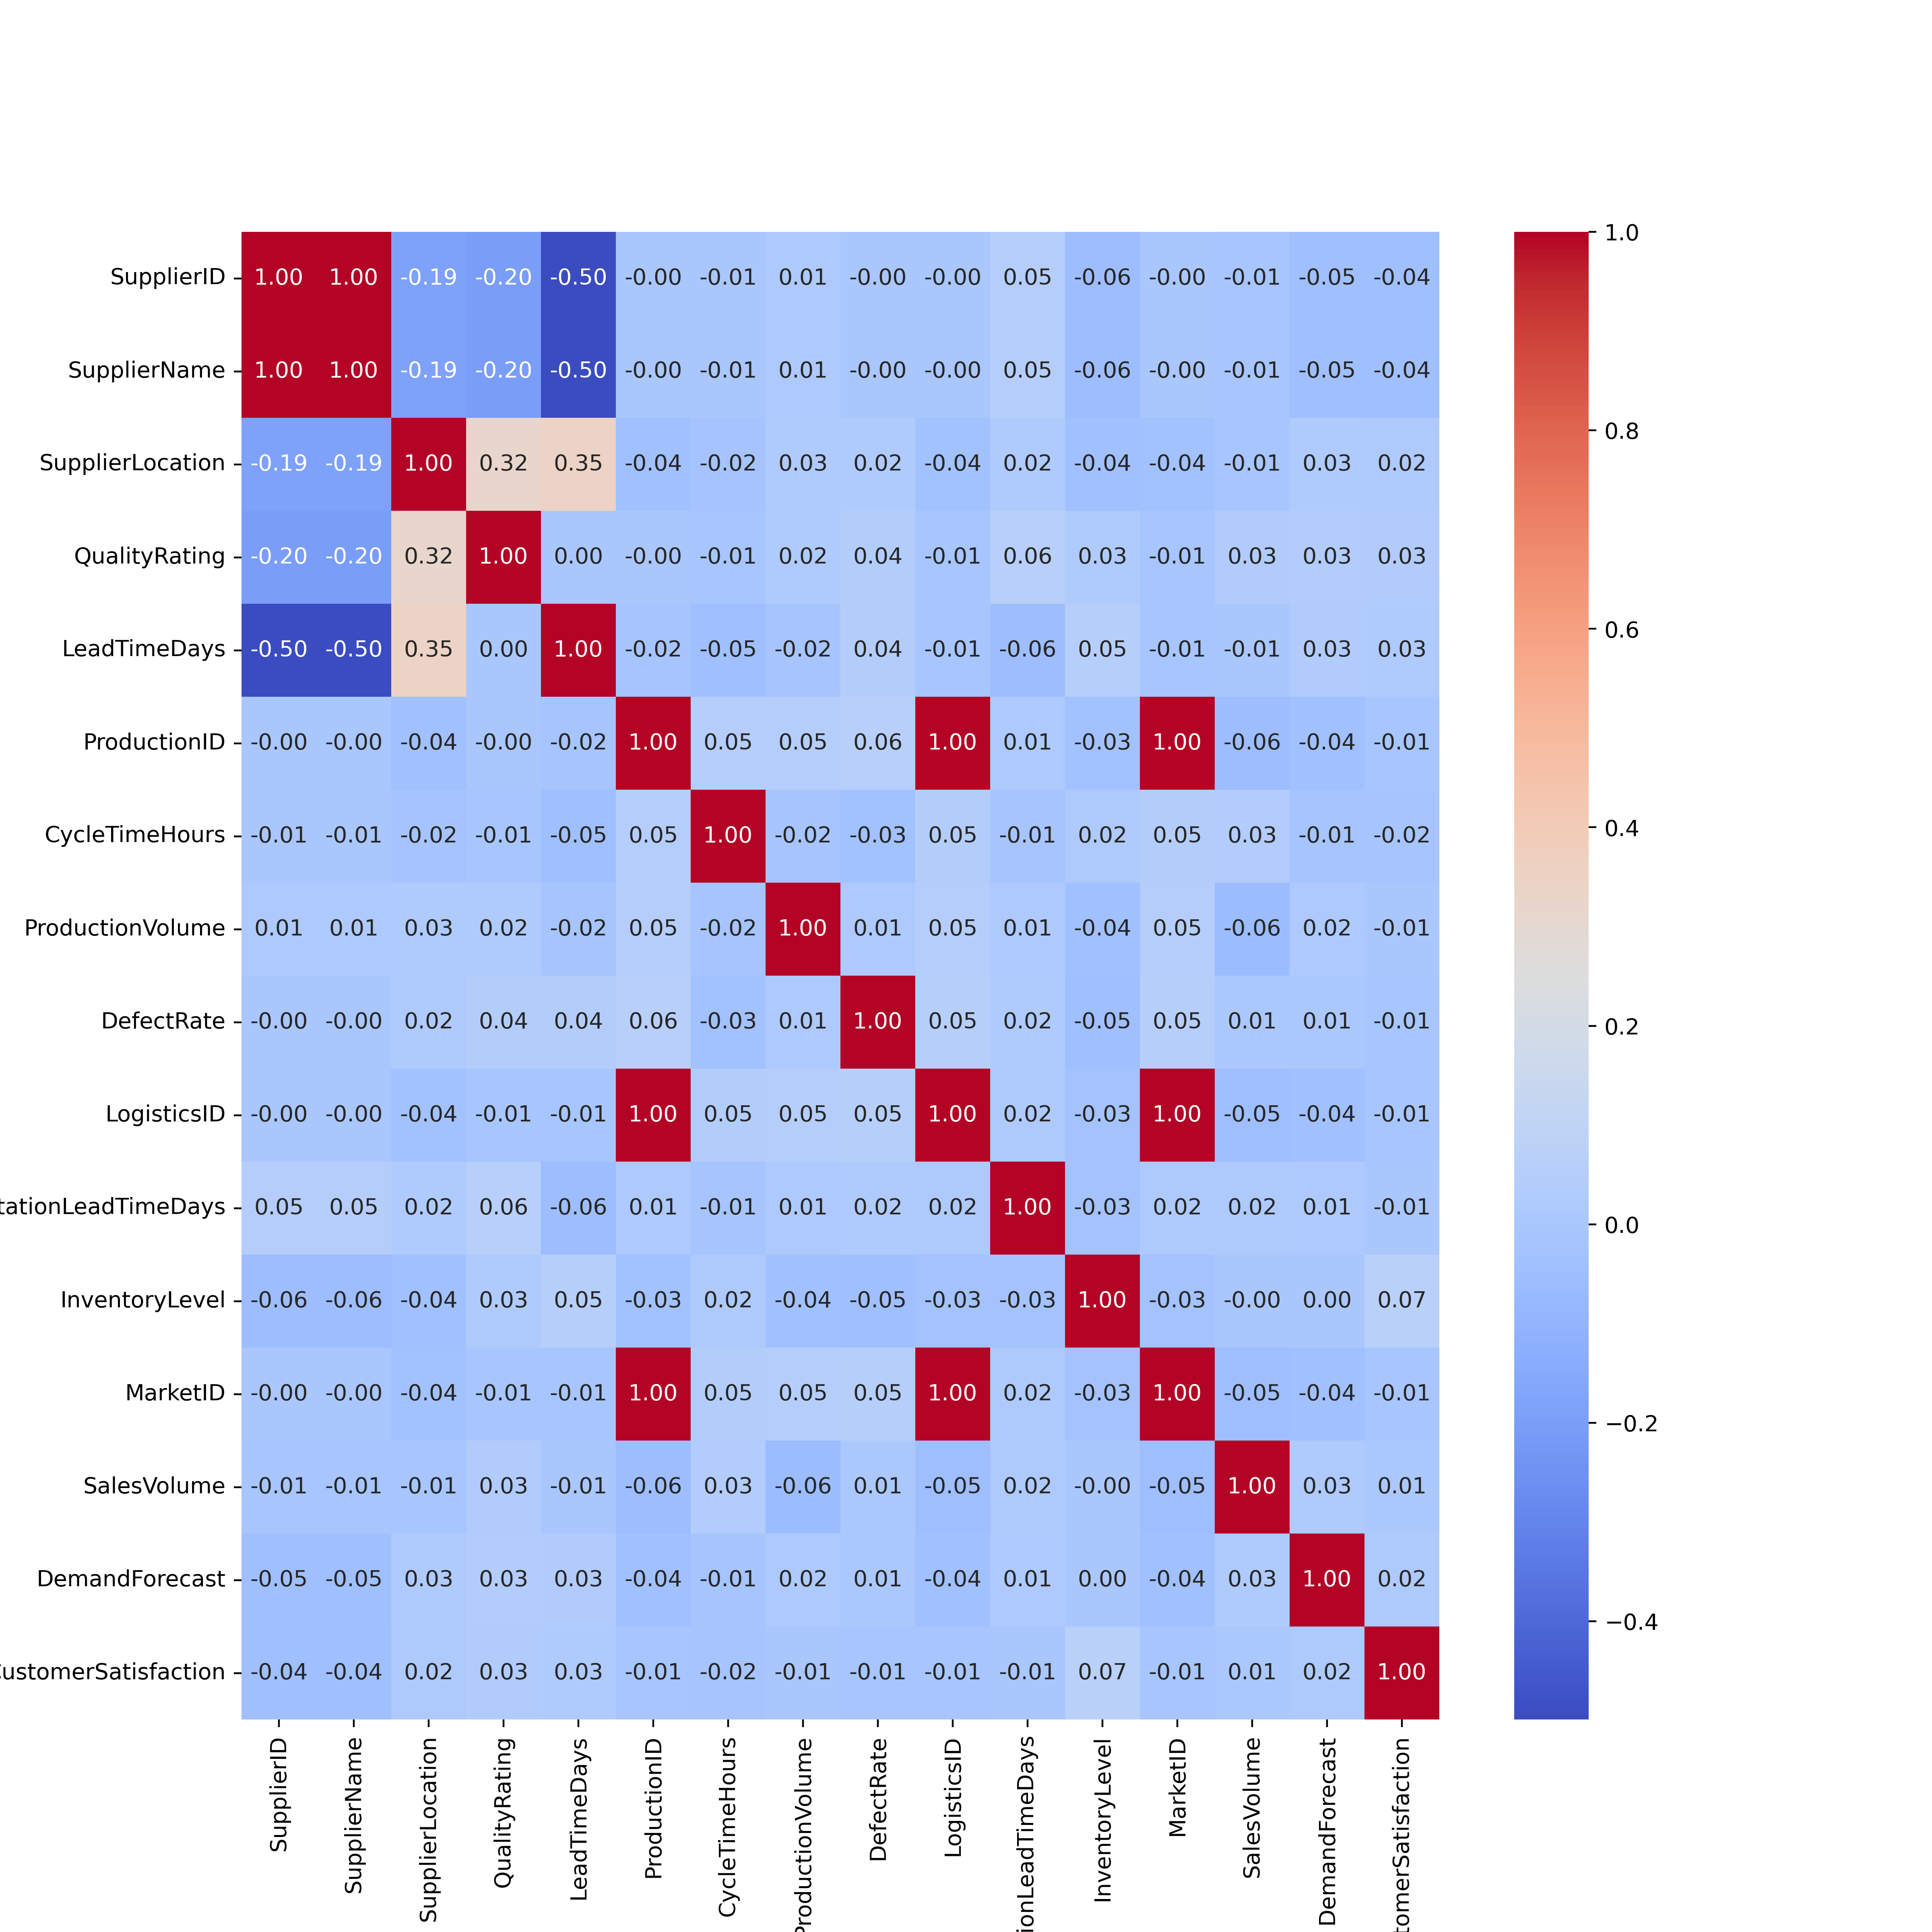 SupplierID 1.00 1.00 -0.19 -0.20 -0.50 -0.00 -0.01 0.01 -0.00 -0.00 0.05 -0.06 -0.00 -0.01 -0.05 -0.04
SupplierName 1.00 1.00 -0.19 -0.20 -0.50 -0.00 -0.01 0.01 -0.00 -0.00 0.05 -0.06 -0.00 -0.01 -0.05 -0.04
SupplierLocation -0.19 -0.19 1.00 0.32 0.35 -0.04 -0.02 0.03 0.02 -0.04 0.02 -0.04 -0.04 -0.01 0.03 0.02
QualityRating -0.20 -0.20 0.32 1.00 0.00 -0.00 -0.01 0.02 0.04 -0.01 0.06 0.03 -0.01 0.03 0.03 0.03
LeadTimeDays -0.50 -0.50 0.35 0.00 1.00 -0.02 -0.05 -0.02 0.04 -0.01 -0.06 0.05 -0.01 -0.01 0.03 0.03
ProductionID -0.00 -0.00 -0.04 -0.00 -0.02 1.00 0.05 0.05 0.06 1.00 0.01 -0.03 1.00 -0.06 -0.04 -0.01
CycleTimeHours -0.01 -0.01 -0.02 -0.01 -0.05 0.05 1.00 -0.02 -0.03 0.05 -0.01 0.02 0.05 0.03 -0.01 -0.02
ProductionVolume 0.01 0.01 0.03 0.02 -0.02 0.05 -0.02 1.00 0.01 0.05 0.01 -0.04 0.05 -0.06 0.02 -0.01
DefectRate -0.00 -0.00 0.02 0.04 0.04 0.06 -0.03 0.01 1.00 0.05 0.02 -0.05 0.05 0.01 0.01 -0.01
LogisticsID -0.00 -0.00 -0.04 -0.01 -0.01 1.00 0.05 0.05 0.05 1.00 0.02 -0.03 1.00 -0.05 -0.04 -0.01
tationLeadTimeDays 0.05 0.05 0.02 0.06 -0.06 0.01 -0.01 0.01 0.02 0.02 1.00 -0.03 0.02 0.02 0.01 -0.01
InventoryLevel -0.06 -0.06 -0.04 0.03 0.05 -0.03 0.02 -0.04 -0.05 -0.03 -0.03 1.00 -0.03 -0.00 0.00 0.07
MarketID -0.00 -0.00 -0.04 -0.01 -0.01 1.00 0.05 0.05 0.05 1.00 0.02 -0.03 1.00 -0.05 -0.04 -0.01
SalesVolume -0.01 -0.01 -0.01 0.03 -0.01 -0.06 0.03 -0.06 0.01 -0.05 0.02 -0.00 -0.05 1.00 0.03 0.01
DemandForecast -0.05 -0.05 0.03 0.03 0.03 -0.04 -0.01 0.02 0.01 -0.04 0.01 0.00 -0.04 0.03 1.00 0.02
CustomerSatisfaction -0.04 -0.04 0.02 0.03 0.03 -0.01 -0.02 -0.01 -0.01 -0.01 -0.01 0.07 -0.01 0.01 0.02 1.00
SupplierID
SupplierName
SupplierLocation
QualityRating
LeadTimeDays
ProductionID
CycleTimeHours
ProductionVolume
DefectRate
LogisticsID
ionLeadTimeDays
InventoryLevel
MarketID
SalesVolume
DemandForecast
tomerSatisfaction
1.0
0.8
0.6
0.4
0.2
0.0
−0.2
−0.4